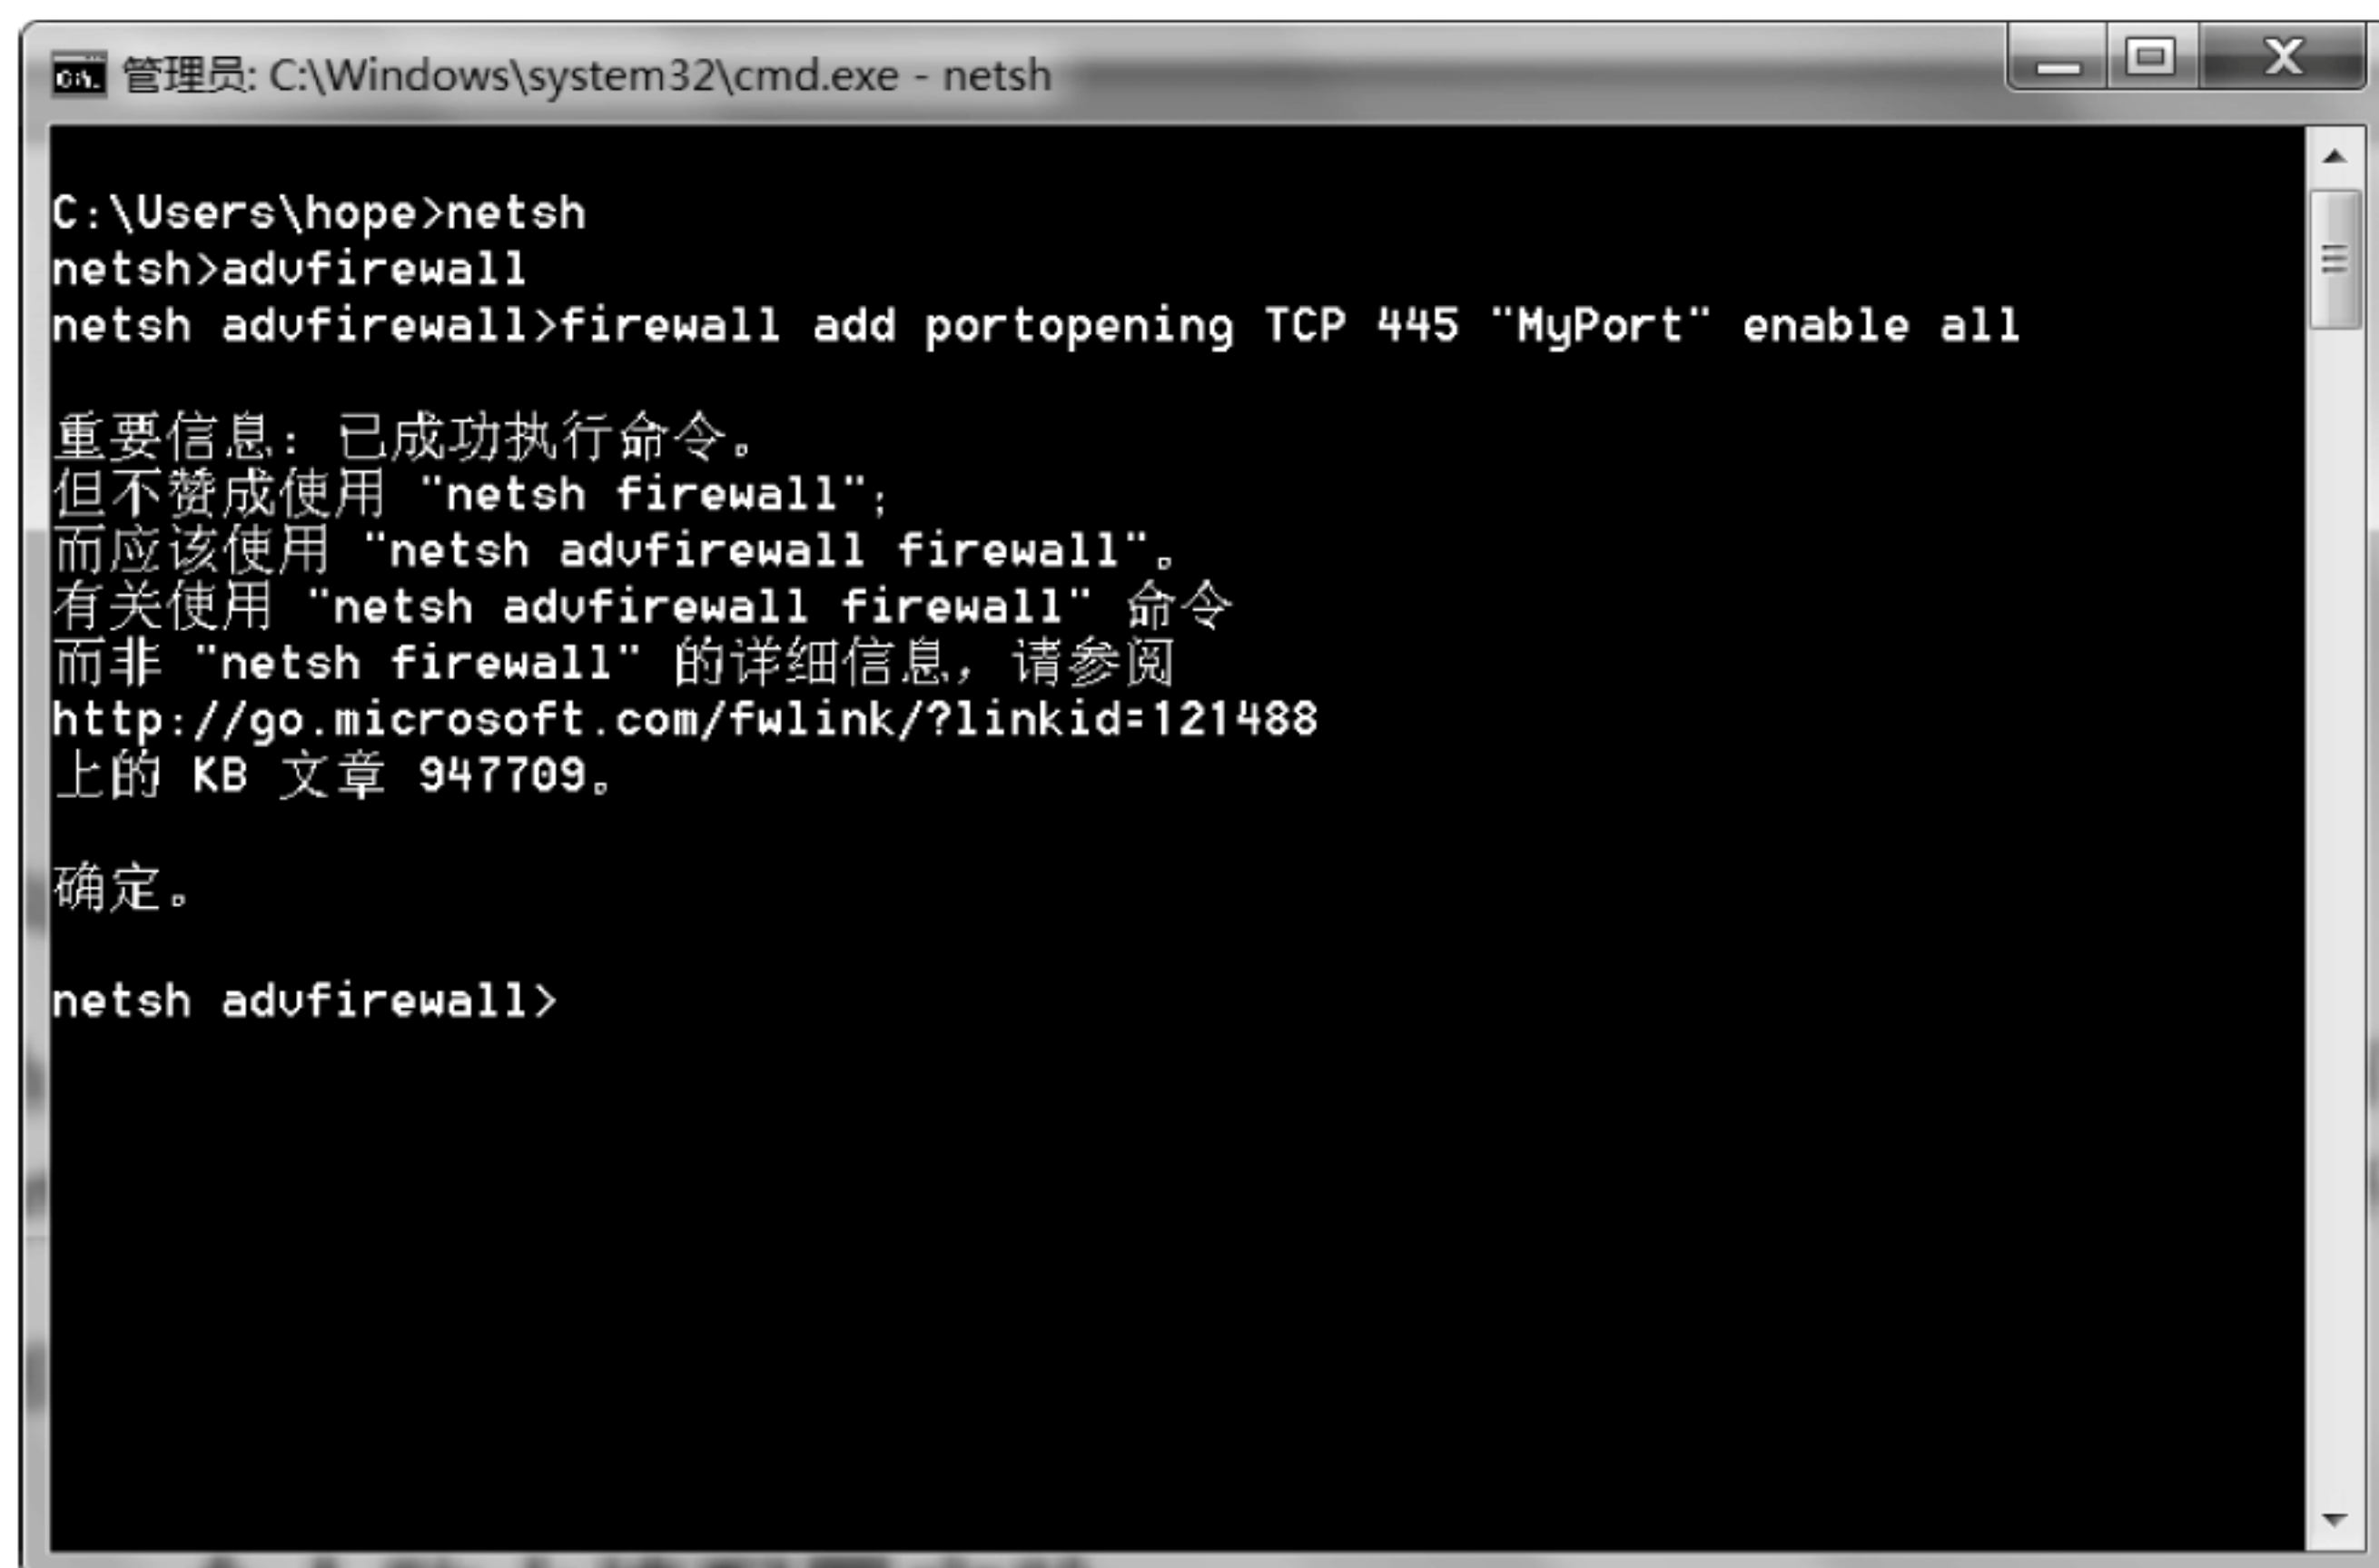 管理员: C:\Windows\system32\cmd.exe - netsh
C:\Users\hope>netsh
netsh>advfirewall
netsh advfirewall>firewall add portopening TCP 445 "MyPort" enable all
重要信息: 已成功执行命令。
但不赞成使用 "netsh firewall";
而应该使用 "netsh advfirewall firewall"。
有关使用 "netsh advfirewall firewall" 命令
而非 "netsh firewall" 的详细信息，请参阅
http://go.microsoft.com/fwlink/?linkid=121488
上的 KB 文章 947709。
确定。
netsh advfirewall>